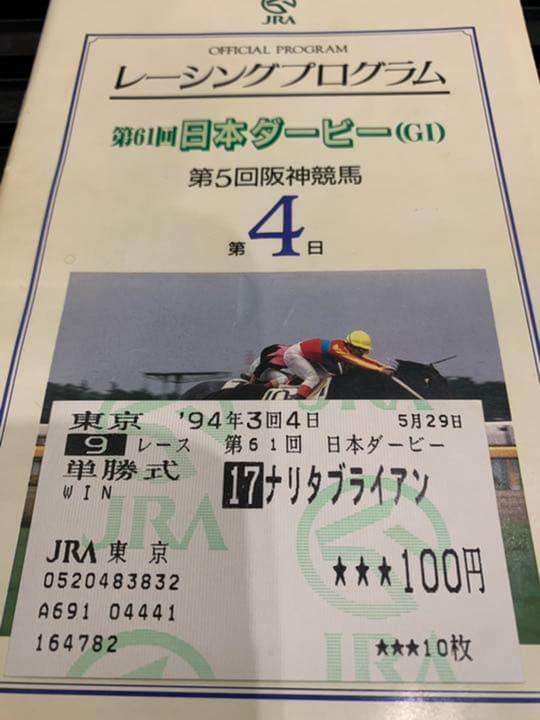 JRA
OFFICIAL PROGRAM
レーシングプログラム
第61回日本ダービー(GI)
第5回阪神競馬
第4日
10
東京 '94年3回4日 5月29日
9 レース 第61回 日本ダービー
単勝式 17 ナリタブライアン
WIN
JRA
JRA
JRA 東京 ★★★100円
0520483832
A691 04441
164782 ★★★10枚
JRA